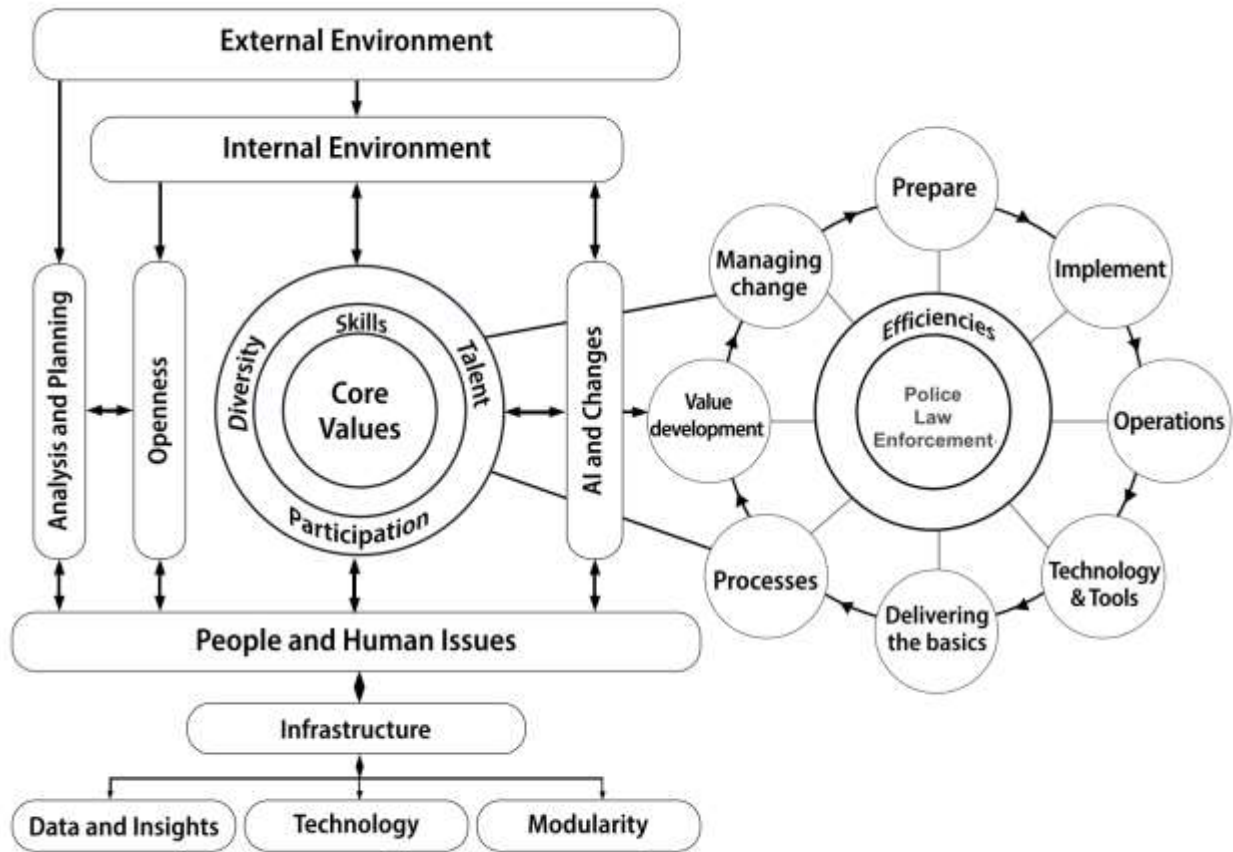 External Environment
Internal Environment
Analysis and Planning
Openness
Diversity
Skills
Talent
Core
Values
Participation
AI and Changes
People and Human Issues
Infrastructure
Data and Insights
Technology
Modularity
Prepare
Implement
Operations
Technology
& Tools
Delivering
the basics
Processes
Value
development
Managing
change
Efficiencies
Police
Law
Enforcement